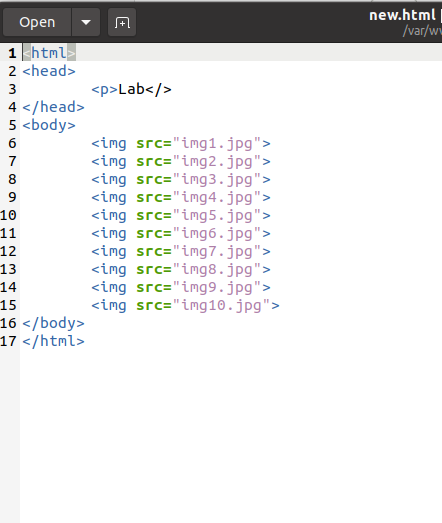 Open new.html
/var/ww
1 <html>
2 <head>
3 <p>Lab</>
4 </head>
5 <body>
6 <img src="img1.jpg">
7 <img src="img2.jpg">
8 <img src="img3.jpg">
9 <img src="img4.jpg">
10 <img src="img5.jpg">
11 <img src="img6.jpg">
12 <img src="img7.jpg">
13 <img src="img8.jpg">
14 <img src="img9.jpg">
15 <img src="img10.jpg">
16 </body>
17 </html>